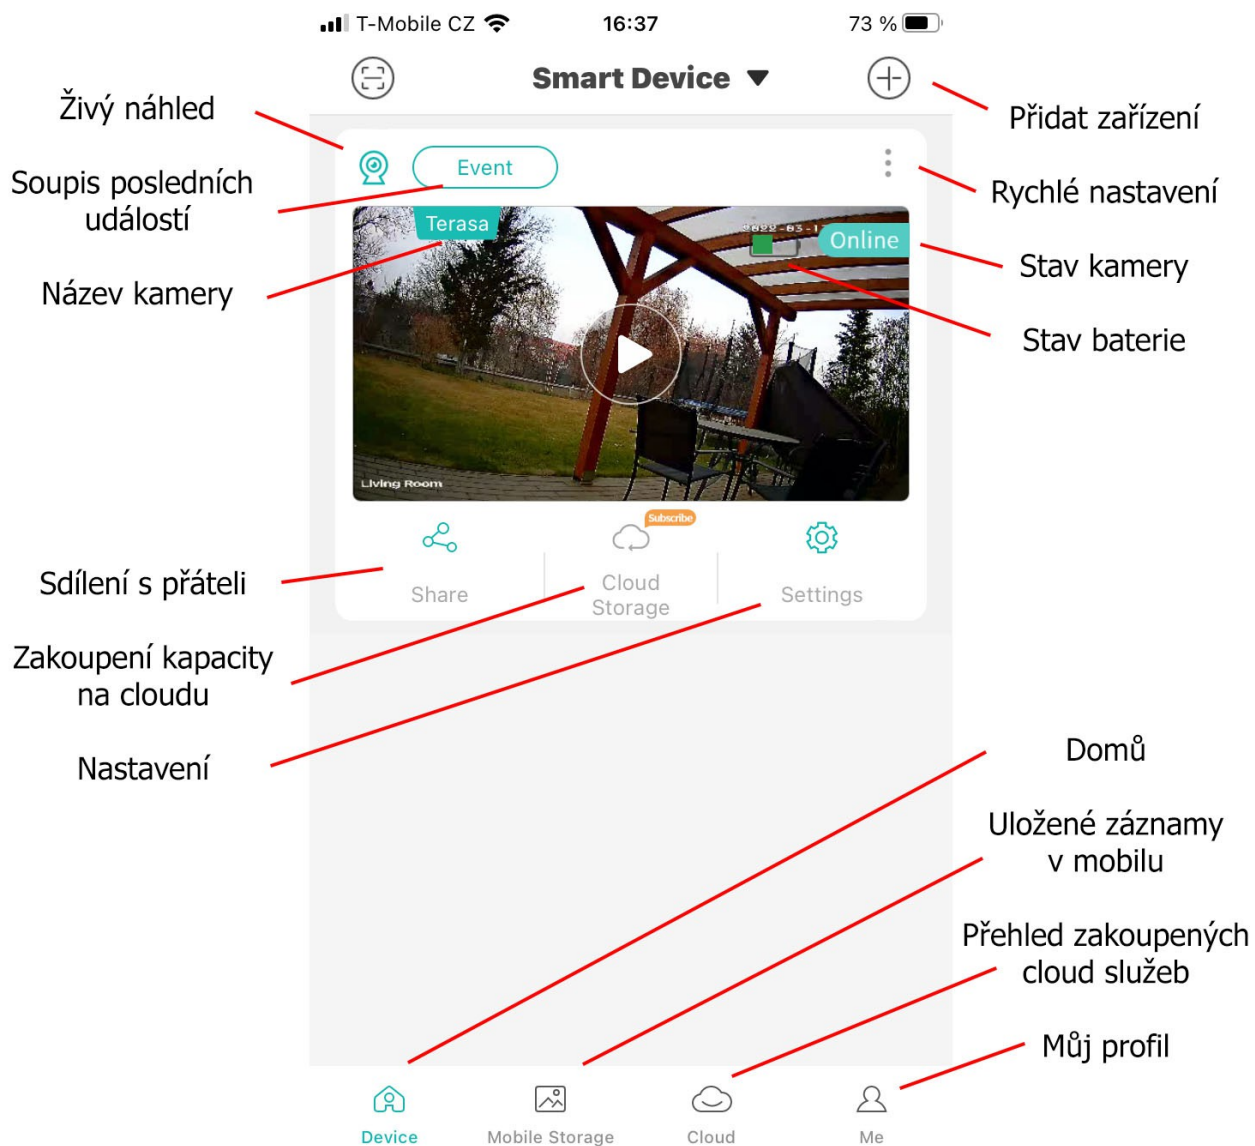 T-Mobile CZ 16:37 73 %
Smart Device
Živý náhled
Přidat zařízení
Event
Soupis posledních
událostí
Rychlé nastavení
Terasa
Online
Stav kamery
Název kamery
Stav baterie
Living Room
Subscribe
Sdílení s přáteli
Share
Cloud
Storage
Settings
Zakoupení kapacity
na cloudu
Nastavení
Domů
Uložené záznamy
v mobilu
Přehled zakoupených
cloud služeb
Můj profil
Device
Mobile Storage
Cloud
Me